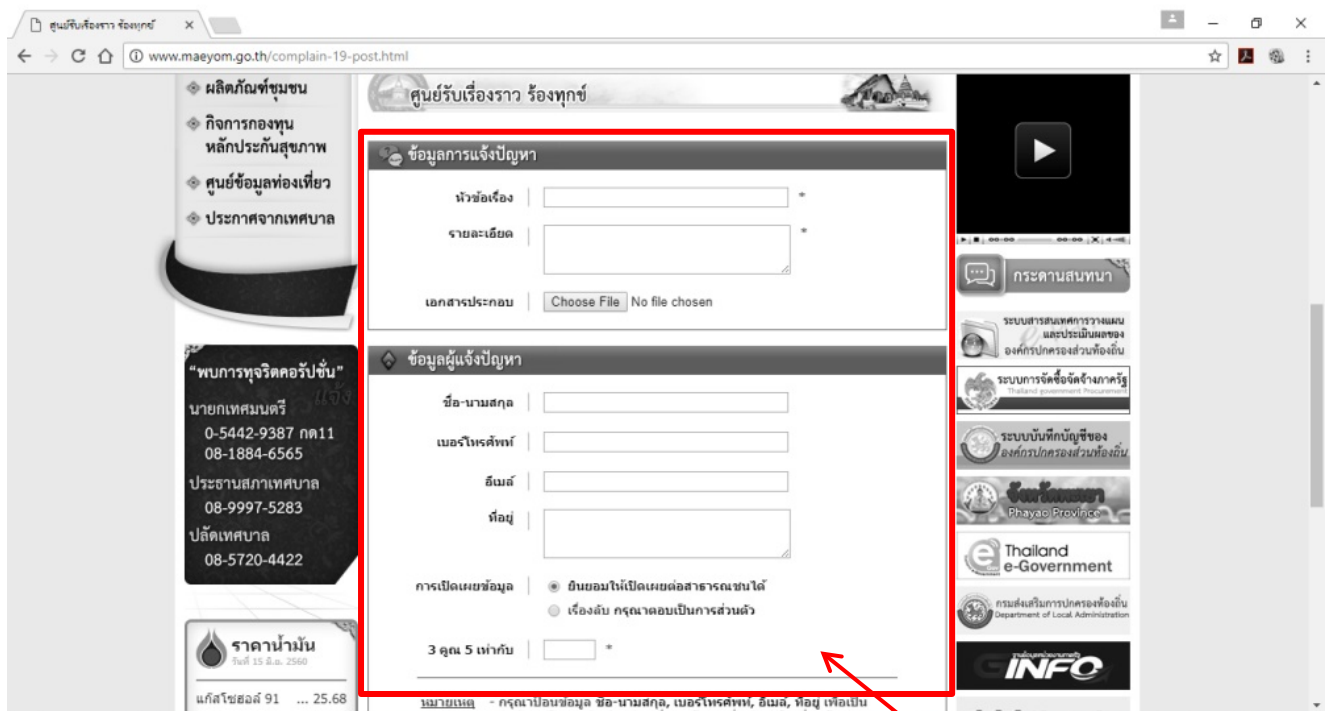 ศูนย์รับเรื่องราว ร้องทุกข์
www.maeyom.go.th/complain-19-post.html
ผลิตภัณฑ์ชุมชน
กิจการกองทุน
หลักประกันสุขภาพ
ศูนย์ข้อมูลท่องเที่ยว
ประกาศจากเทศบาล
“พบการทุจริตคอรัปชั่น”
แจ้ง
นายกเทศมนตรี
0-5442-9387 กด11
08-1884-6565
ประธานสภาเทศบาล
08-9997-5283
ปลัดเทศบาล
08-5720-4422
ราคาน้ำมัน
วันที่ 15 มิ.ย. 2560
แก๊สโซฮอล์ 91 ... 25.68
ศูนย์รับเรื่องราว ร้องทุกข์
ข้อมูลการแจ้งปัญหา
หัวข้อเรื่อง *
รายละเอียด *
เอกสารประกอบ Choose File No file chosen
ข้อมูลผู้แจ้งปัญหา
ชื่อ-นามสกุล
เบอร์โทรศัพท์
อีเมล์
ที่อยู่
การเปิดเผยข้อมูล ยินยอมให้เปิดเผยต่อสาธารณชนได้
เรื่องลับ กรุณาตอบเป็นการส่วนตัว
3 คูณ 5 เท่ากับ *
หมายเหตุ - กรุณาป้อนข้อมูล ชื่อ-นามสกุล, เบอร์โทรศัพท์, อีเมล์, ที่อยู่ เพื่อเป็น
00:00 00:00
กระดานสนทนา
ระบบสารสนเทศการวางแผน
และประเมินผลของ
องค์กรปกครองส่วนท้องถิ่น
ระบบการจัดซื้อจัดจ้างภาครัฐ
Thailand government Procurement
ระบบบันทึกบัญชีของ
องค์กรปกครองส่วนท้องถิ่น
จังหวัดพะเยา
Phayao Province
Thailand
e-Government
กรมส่งเสริมการปกครองท้องถิ่น
Department of Local Administration
INFO